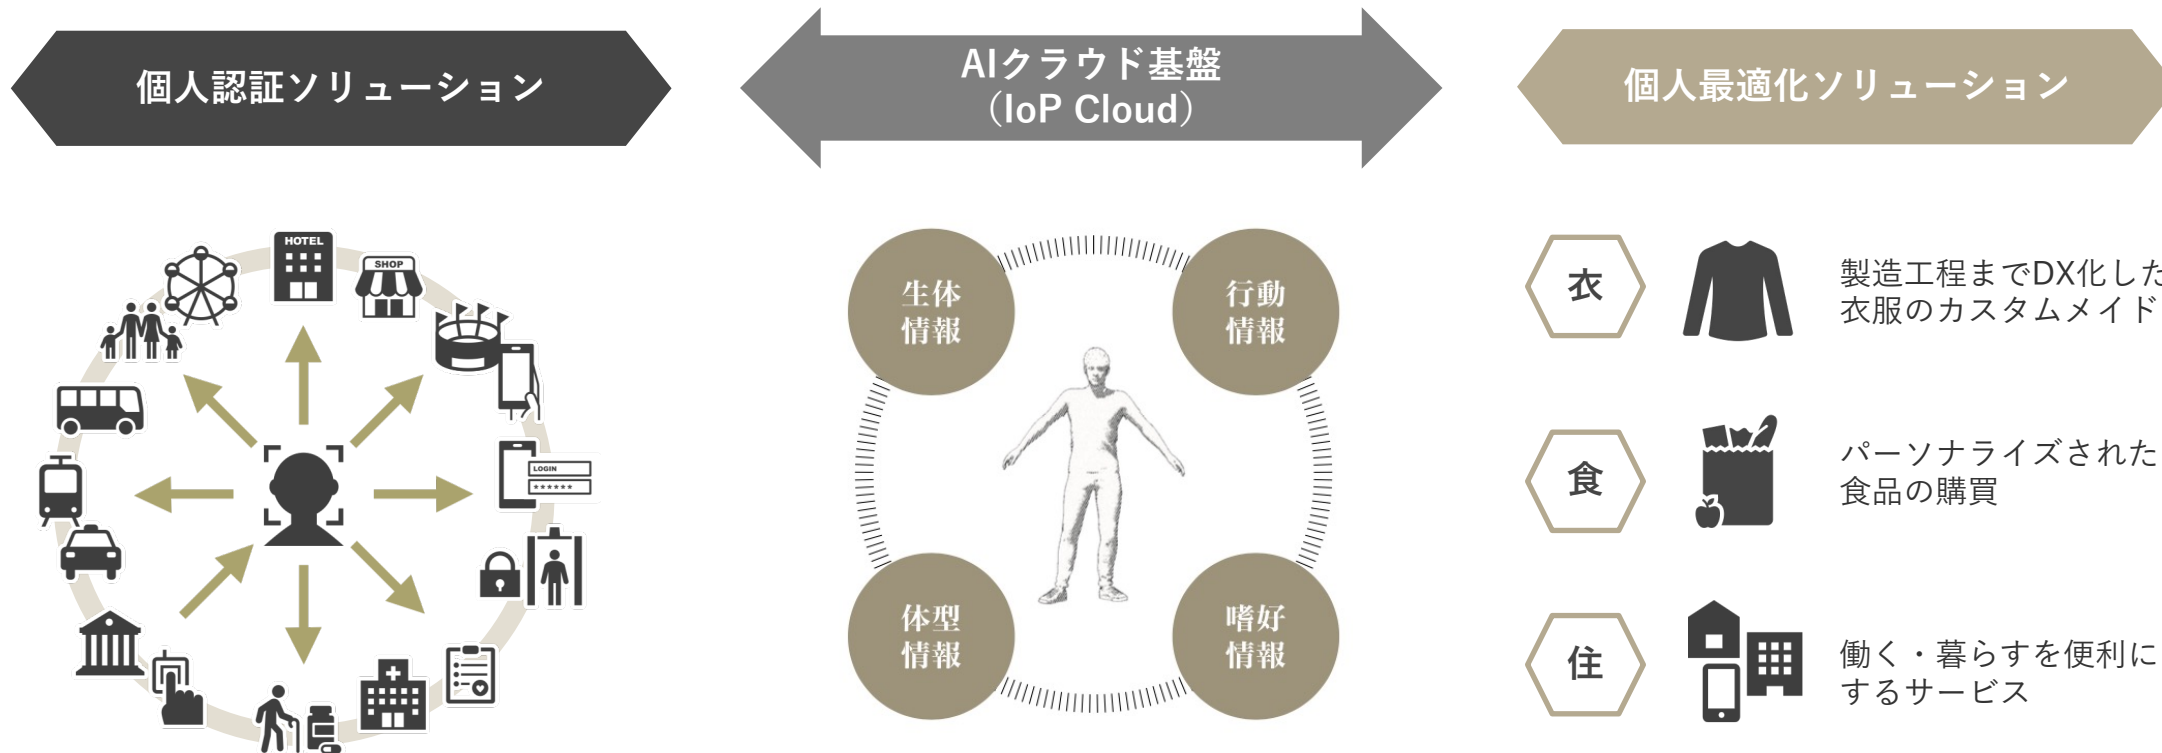 個人認証ソリューション
AIクラウド基盤
（IoP Cloud）
個人最適化ソリューション
HOTEL
SHOP
LOGIN
******
生体
情報
行動
情報
体型
情報
嗜好
情報
衣
製造工程までDX化した
衣服のカスタムメイド
食
パーソナライズされた
食品の購買
住
働く・暮らすを便利に
するサービス